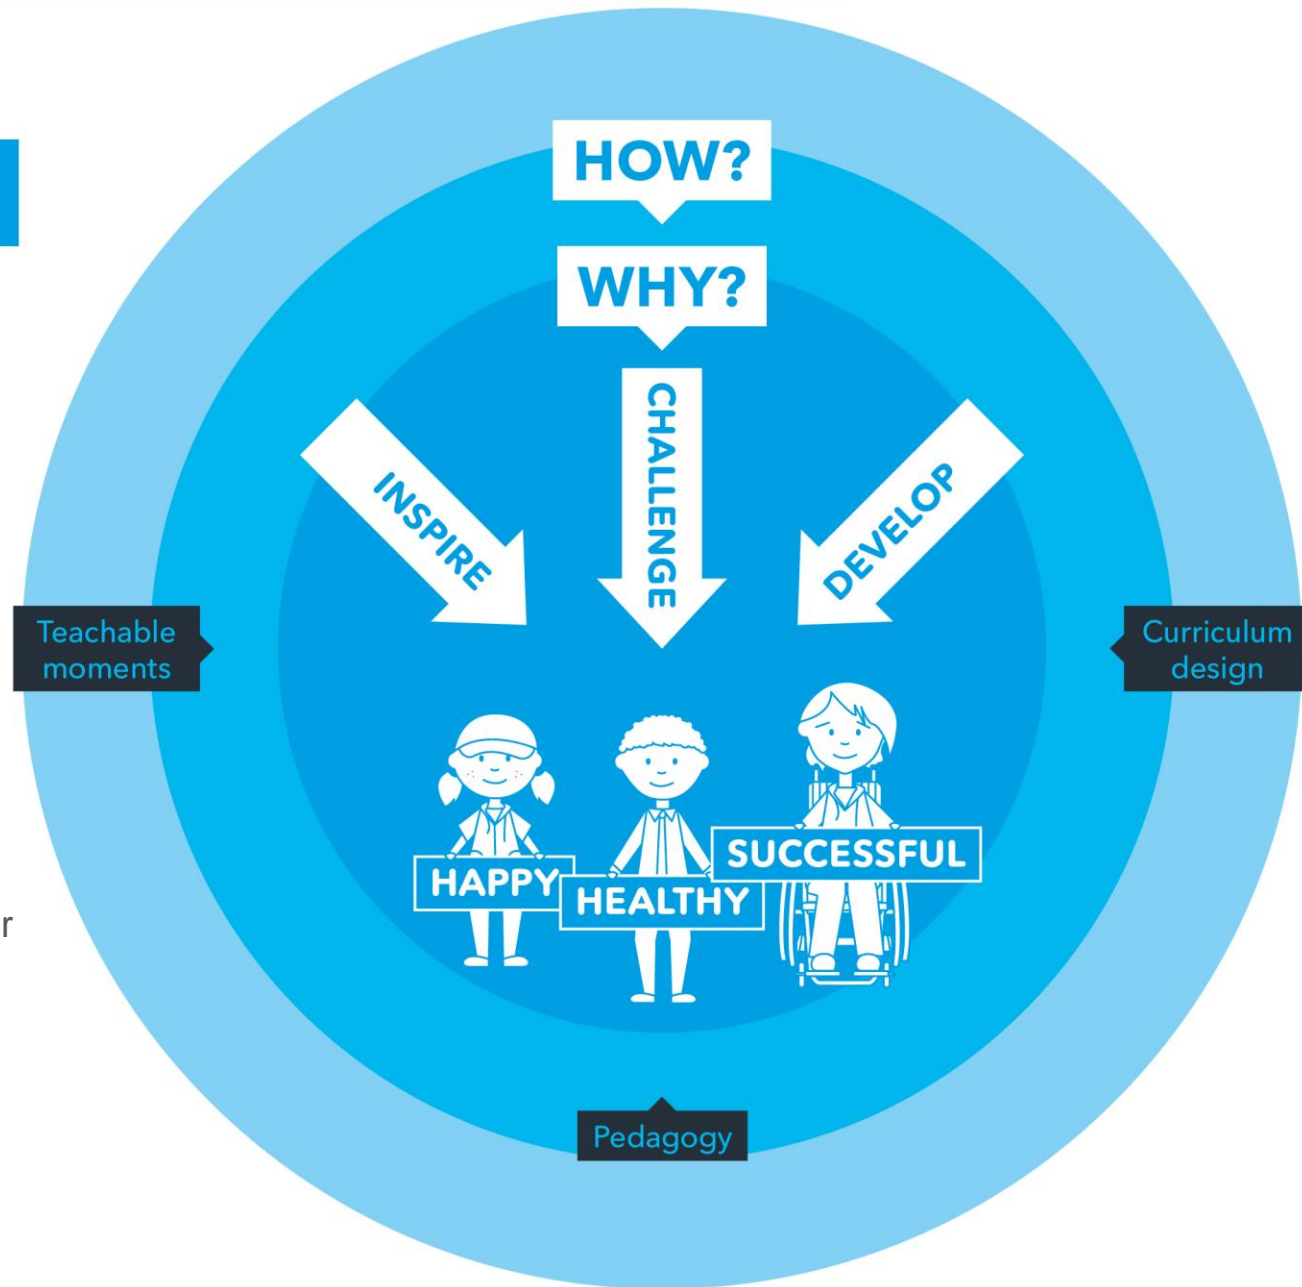 HOW?
WHY?
INSPIRE
CHALLENGE
DEVELOP
Teachable
moments
Curriculum
design
HAPPY
HEALTHY
SUCCESSFUL
r
Pedagogy